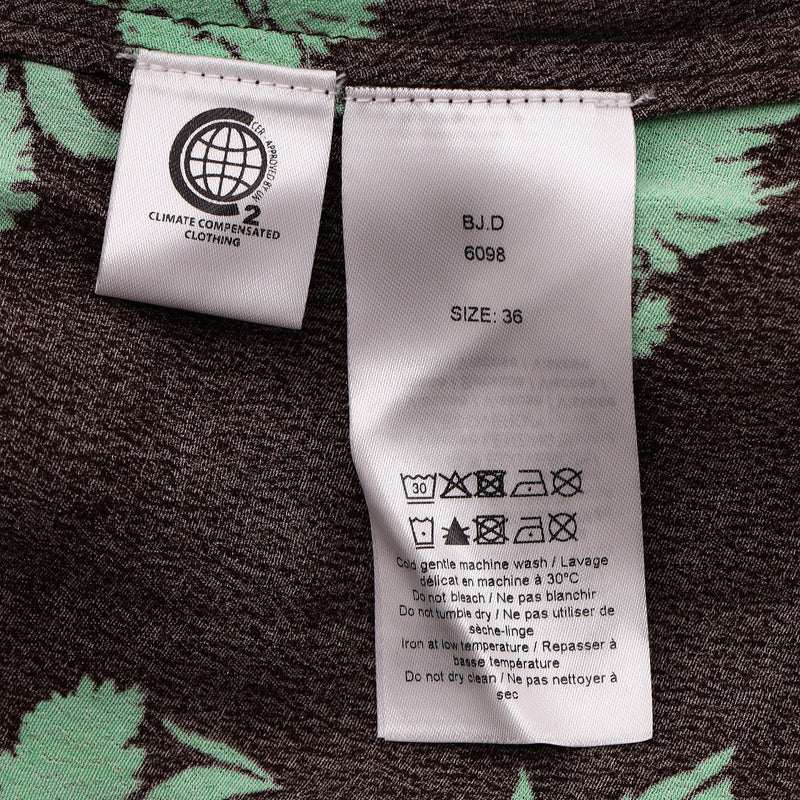 CER - APPROVED BY UN
2
CLIMATE COMPENSATED
CLOTHING
BJ.D
6098
SIZE: 36
30
Cold gentle machine wash / Lavage
délicat en machine à 30°C
Do not bleach / Ne pas blanchir
Do not tumble dry / Ne pas utiliser de
sèche-linge
Iron at low temperature / Repasser à
basse température
Do not dry clean / Ne pas nettoyer à
sec